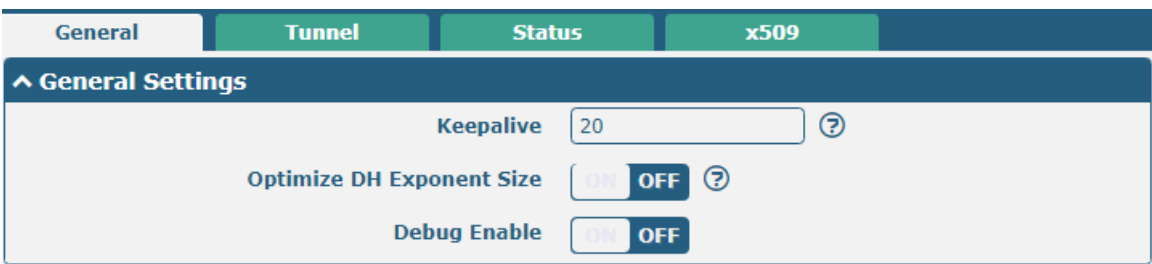 General Tunnel Status x509
General Settings
Keepalive 20 ?
Optimize DH Exponent Size ON OFF ?
Debug Enable ON OFF